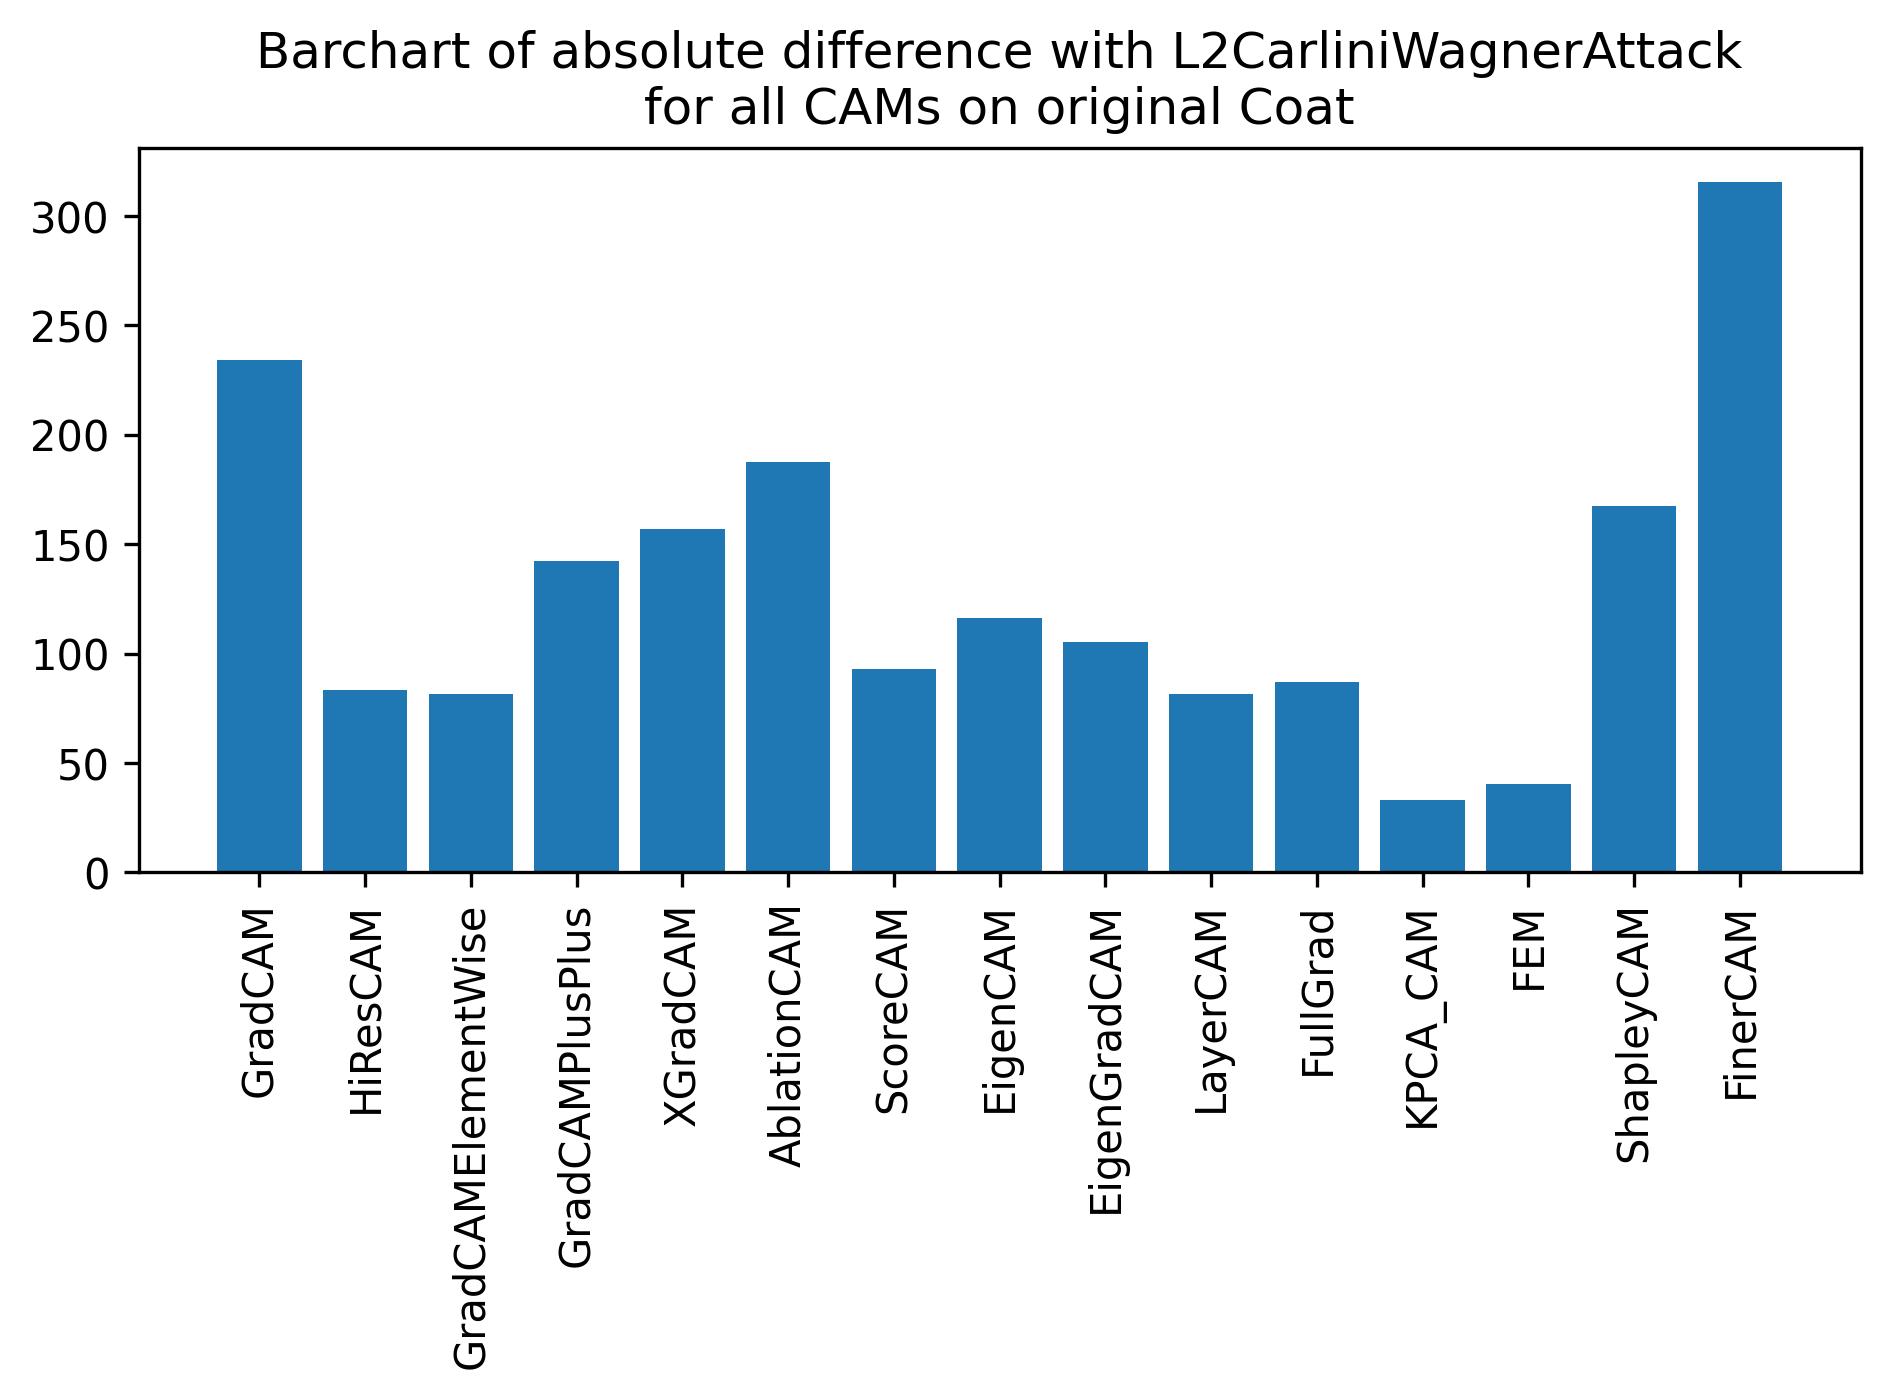 Barchart of absolute difference with L2CarliniWagnerAttack
for all CAMs on original Coat
300
250
200
150
100
50
0
GradCAM
HiResCAM
GradCAMElementWise
GradCAMPlusPlus
XGradCAM
AblationCAM
ScoreCAM
EigenCAM
EigenGradCAM
LayerCAM
FullGrad
KPCA_CAM
FEM
ShapleyCAM
FinerCAM